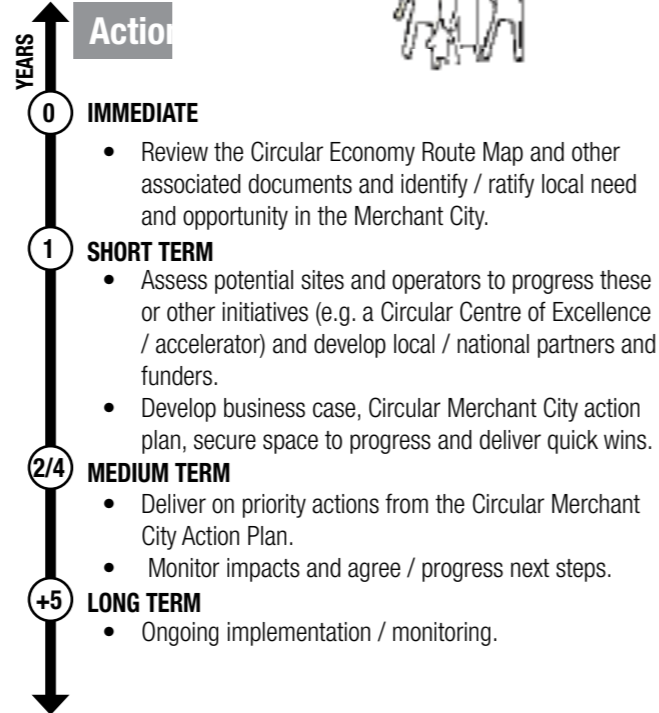 YEARS
Action
0 IMMEDIATE
• Review the Circular Economy Route Map and other
associated documents and identify / ratify local need
and opportunity in the Merchant City.
1 SHORT TERM
• Assess potential sites and operators to progress these
or other initiatives (e.g. a Circular Centre of Excellence
/ accelerator) and develop local / national partners and
funders.
• Develop business case, Circular Merchant City action
plan, secure space to progress and deliver quick wins.
2/4 MEDIUM TERM
• Deliver on priority actions from the Circular Merchant
City Action Plan.
• Monitor impacts and agree / progress next steps.
+5 LONG TERM
• Ongoing implementation / monitoring.